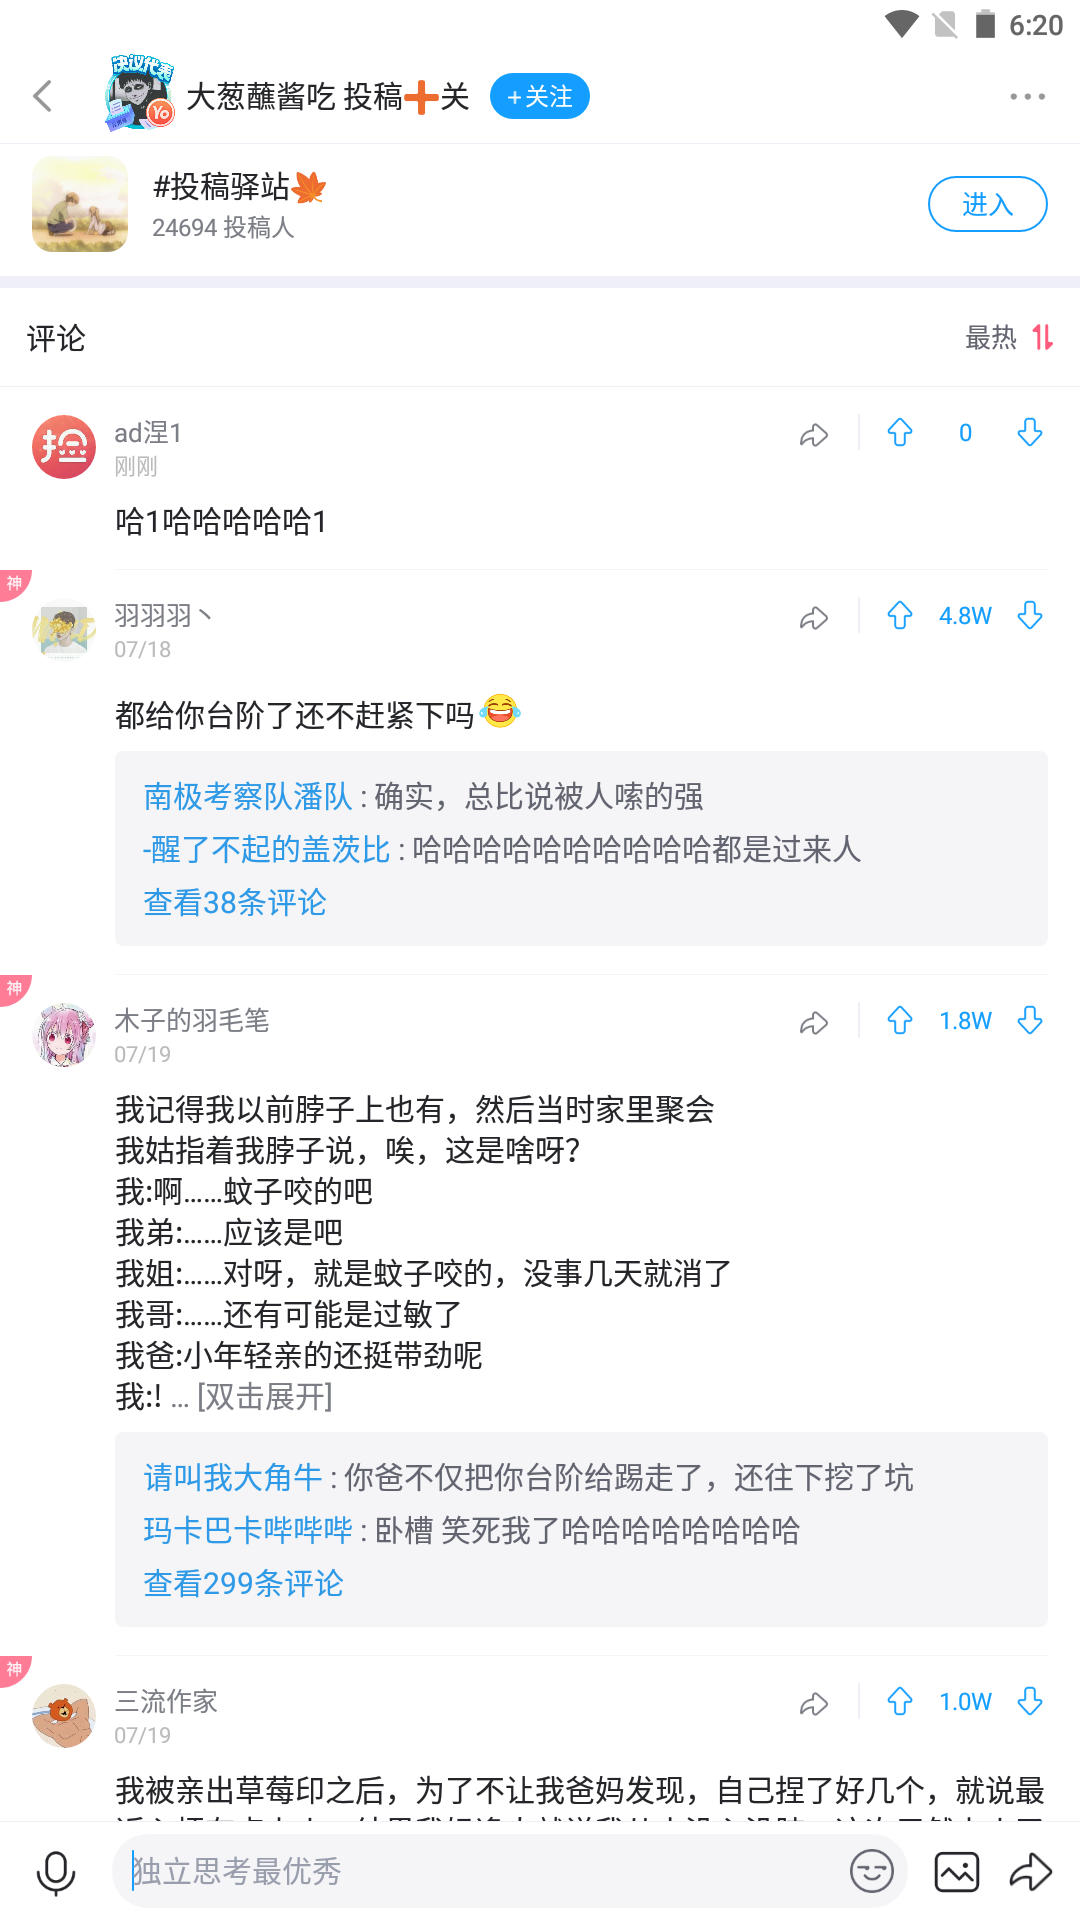 6:20
决议代表
Yo
大葱蘸酱吃 投稿➕关
+关注
#投稿驿站🍁
24694 投稿人
进入
评论
最热
捡
ad涅1
刚刚
0
哈1哈哈哈哈哈1
神
羽羽羽丶
07/18
4.8W
都给你台阶了还不赶紧下吗😂
南极考察队潘队 : 确实，总比说被人嗦的强
-醒了不起的盖茨比 : 哈哈哈哈哈哈哈哈哈哈都是过来人
查看38条评论
神
木子的羽毛笔
07/19
1.8W
我记得我以前脖子上也有，然后当时家里聚会
我姑指着我脖子说，唉，这是啥呀？
我:啊......蚊子咬的吧
我弟:......应该是吧
我姐:......对呀，就是蚊子咬的，没事几天就消了
我哥:......还有可能是过敏了
我爸:小年轻亲的还挺带劲呢
我:! ... [双击展开]
请叫我大角牛 : 你爸不仅把你台阶给踢走了，还往下挖了坑
玛卡巴卡哔哔哔 : 卧槽 笑死我了哈哈哈哈哈哈哈哈
查看299条评论
神
三流作家
07/19
1.0W
我被亲出草莓印之后，为了不让我爸妈发现，自己捏了好几个，就说最
独立思考最优秀